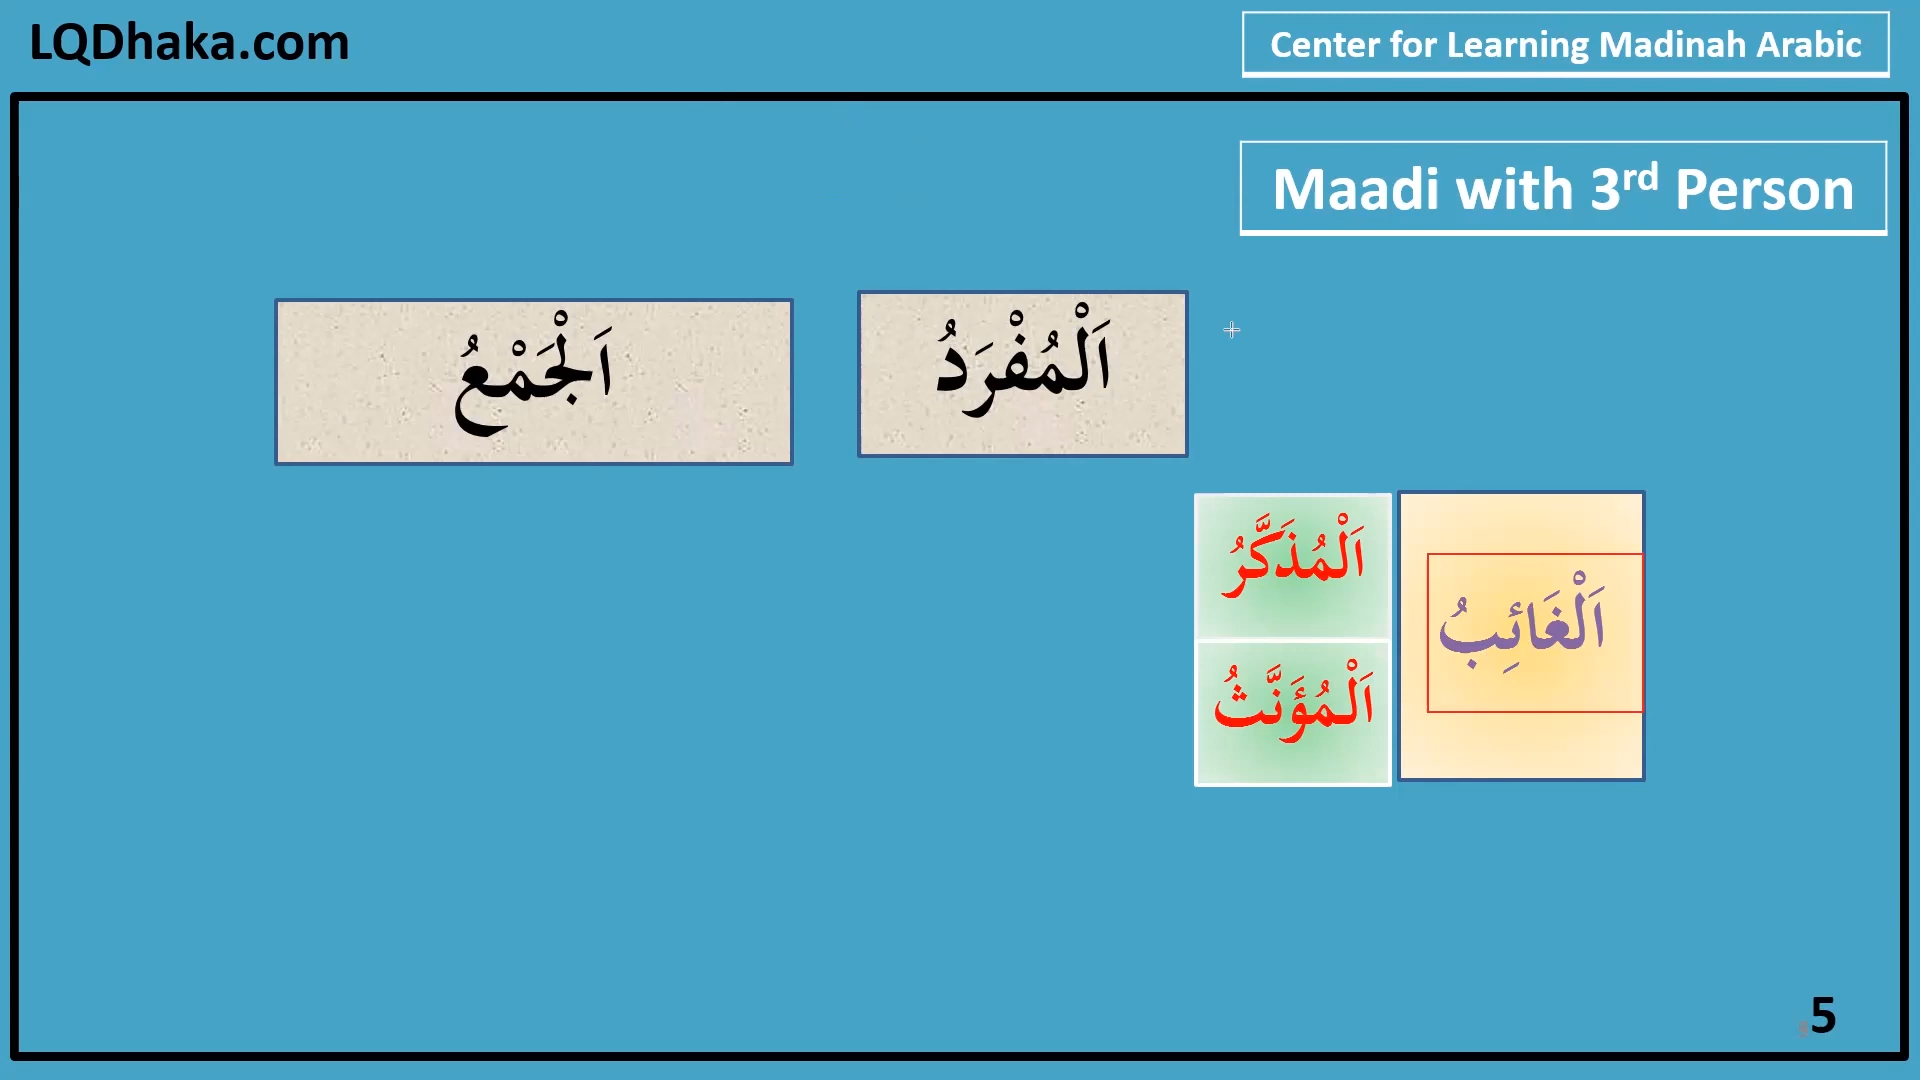 LQDhaka.com
Center for Learning Madinah Arabic
Maadi with 3rd Person
اَلْمُفْرَدُ
اَلْجَمْعُ
اَلْغَائِبُ
اَلْمُذَكَّرُ
اَلْمُؤَنَّثُ
5